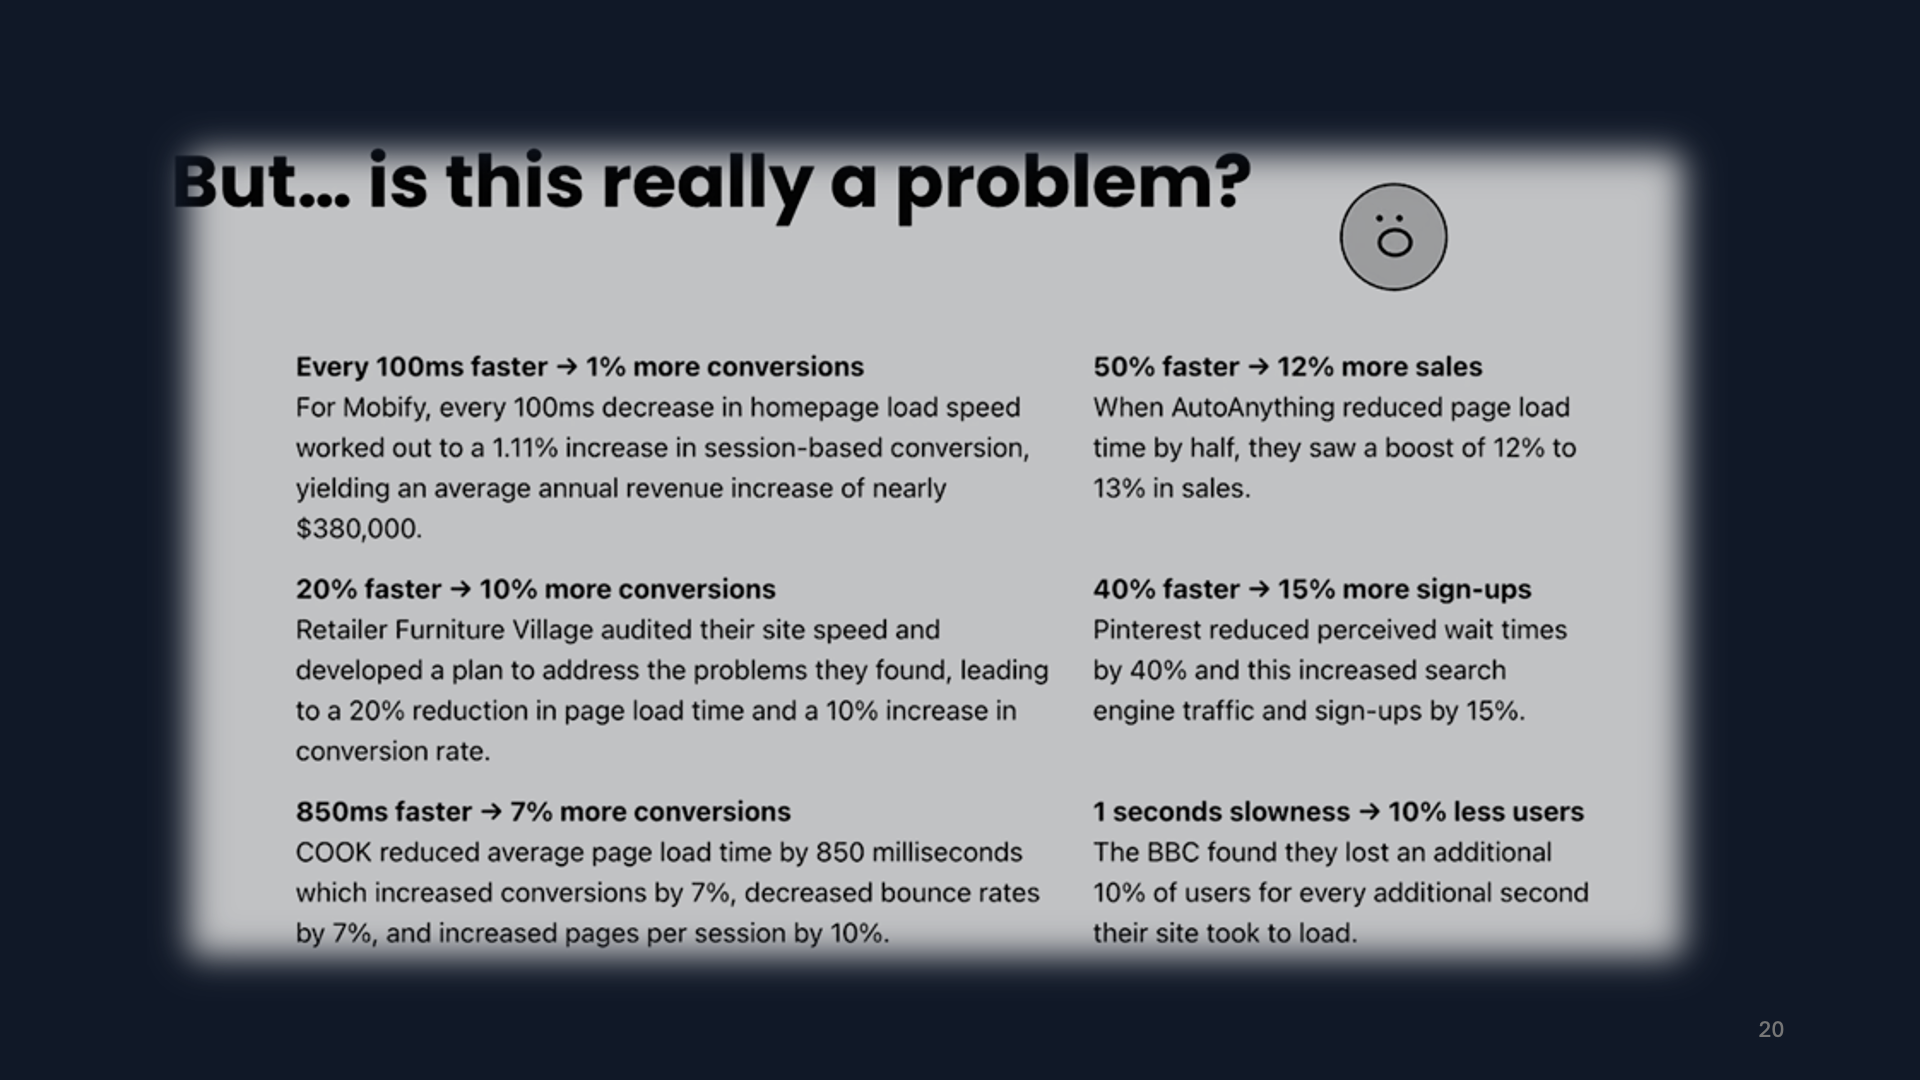 But... is this really a problem?
Every 100ms faster → 1% more conversions
For Mobify, every 100ms decrease in homepage load speed
worked out to a 1.11% increase in session-based conversion,
yielding an average annual revenue increase of nearly
$380,000.
50% faster → 12% more sales
When AutoAnything reduced page load
time by half, they saw a boost of 12% to
13% in sales.
20% faster → 10% more conversions
Retailer Furniture Village audited their site speed and
developed a plan to address the problems they found, leading
to a 20% reduction in page load time and a 10% increase in
conversion rate.
40% faster → 15% more sign-ups
Pinterest reduced perceived wait times
by 40% and this increased search
engine traffic and sign-ups by 15%.
850ms faster → 7% more conversions
COOK reduced average page load time by 850 milliseconds
which increased conversions by 7%, decreased bounce rates
by 7%, and increased pages per session by 10%.
1 seconds slowness → 10% less users
The BBC found they lost an additional
10% of users for every additional second
their site took to load.
20